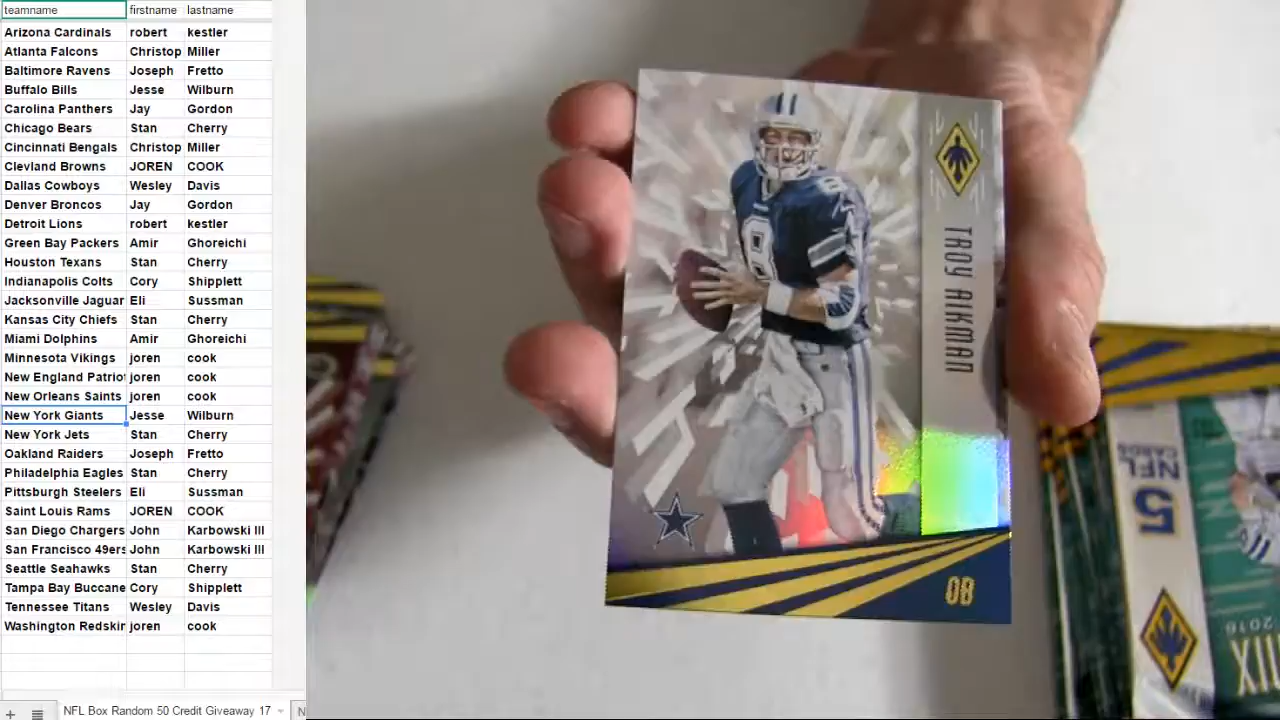 teamname firstname lastname
Arizona Cardinals robert kestler
Atlanta Falcons Christop Miller
Baltimore Ravens Joseph Fretto
Buffalo Bills Jesse Wilburn
Carolina Panthers Jay Gordon
Chicago Bears Stan Cherry
Cincinnati Bengals Christop Miller
Clevland Browns JOREN COOK
Dallas Cowboys Wesley Davis
Denver Broncos Jay Gordon
Detroit Lions robert kestler
Green Bay Packers Amir Ghoreichi
Houston Texans Stan Cherry
Indianapolis Colts Cory Shipplett
Jacksonville Jaguar Eli Sussman
Kansas City Chiefs Stan Cherry
Miami Dolphins Amir Ghoreichi
Minnesota Vikings joren cook
New England Patriot joren cook
New Orleans Saints joren cook
New York Giants Jesse Wilburn
New York Jets Stan Cherry
Oakland Raiders Joseph Fretto
Philadelphia Eagles Stan Cherry
Pittsburgh Steelers Eli Sussman
Saint Louis Rams JOREN COOK
San Diego Chargers John Karbowski III
San Francisco 49ers John Karbowski III
Seattle Seahawks Stan Cherry
Tampa Bay Buccane Cory Shipplett
Tennessee Titans Wesley Davis
Washington Redskin joren cook
NFL Box Random 50 Credit Giveaway 17
N
8
8
TROY AIKMAN
QB
5
NFL
CARDS
2016
NIX